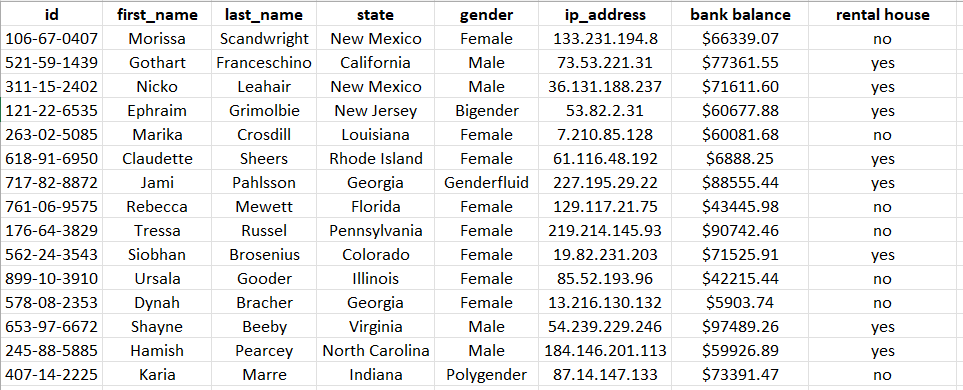 id first_name last_name state gender ip_address bank balance rental house
106-67-0407 Morissa Scandwright New Mexico Female 133.231.194.8 $66339.07 no
521-59-1439 Gothart Franceschino California Male 73.53.221.31 $77361.55 yes
311-15-2402 Nicko Leahair New Mexico Male 36.131.188.237 $71611.60 yes
121-22-6535 Ephraim Grimolbie New Jersey Bigender 53.82.2.31 $60677.88 yes
263-02-5085 Marika Crosdill Louisiana Female 7.210.85.128 $60081.68 no
618-91-6950 Claudette Sheers Rhode Island Female 61.116.48.192 $6888.25 yes
717-82-8872 Jami Pahlsson Georgia Genderfluid 227.195.29.22 $88555.44 yes
761-06-9575 Rebecca Mewett Florida Female 129.117.21.75 $43445.98 no
176-64-3829 Tressa Russel Pennsylvania Female 219.214.145.93 $90742.46 no
562-24-3543 Siobhan Brosenius Colorado Female 19.82.231.203 $71525.91 yes
899-10-3910 Ursala Gooder Illinois Female 85.52.193.96 $42215.44 no
578-08-2353 Dynah Bracher Georgia Female 13.216.130.132 $5903.74 no
653-97-6672 Shayne Beeby Virginia Male 54.239.229.246 $97489.26 yes
245-88-5885 Hamish Pearcey North Carolina Male 184.146.201.113 $59926.89 yes
407-14-2225 Karia Marre Indiana Polygender 87.14.147.133 $73391.47 no